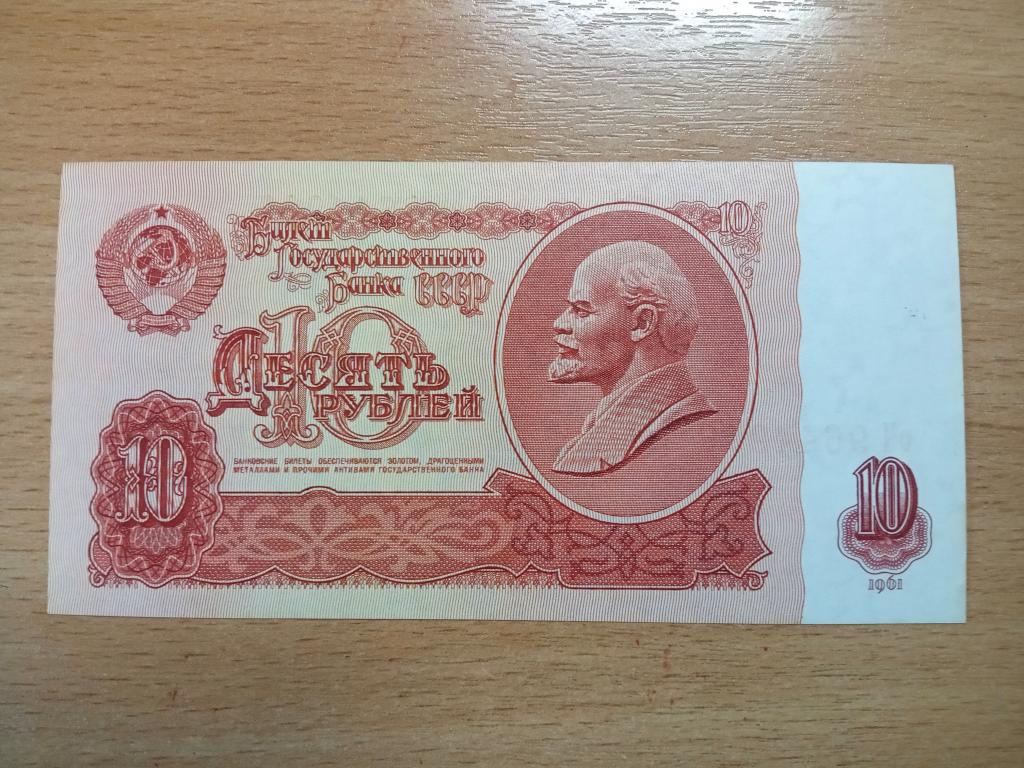 Билет
Государственного
Банка СССР
10
10
Десять
рублей
БАНКОВСКИЕ БИЛЕТЫ ОБЕСПЕЧИВАЮТСЯ ЗОЛОТОМ, ДРАГОЦЕННЫМИ
МЕТАЛЛАМИ И ПРОЧИМИ АКТИВАМИ ГОСУДАРСТВЕННОГО БАНКА
10
10
1961